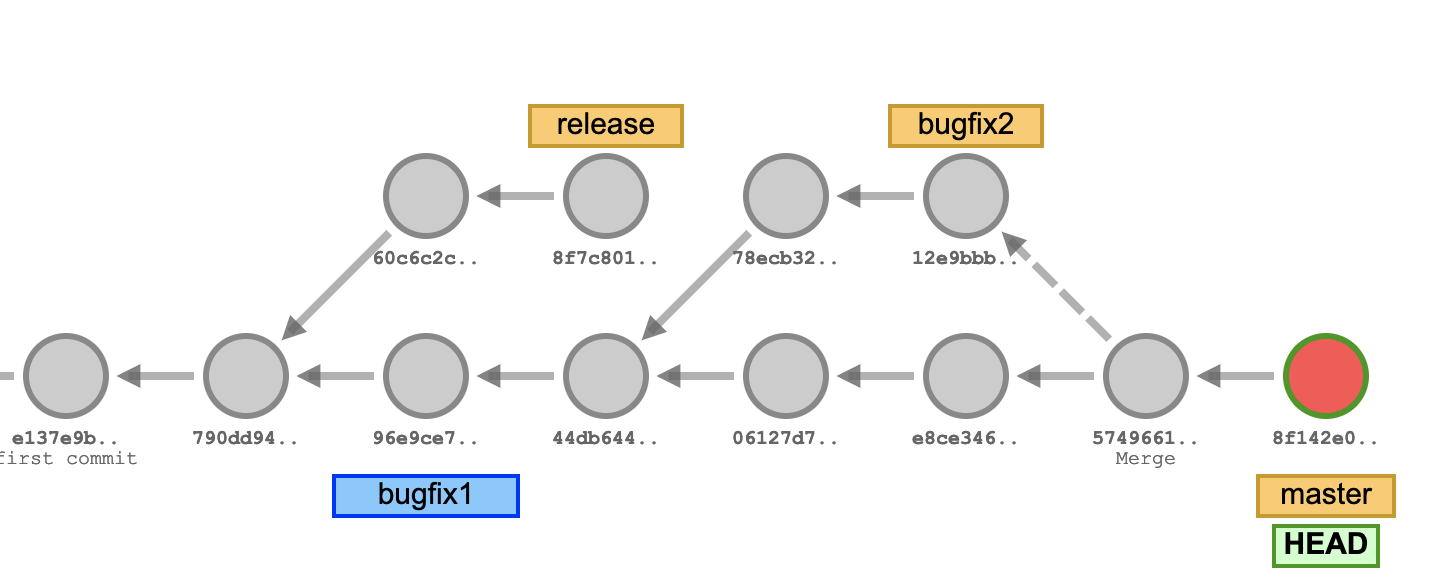 release
bugfix2
60c6c2c..
8f7c801..
78ecb32..
12e9bbb..
e137e9b..
first commit
790dd94..
96e9ce7..
44db644..
06127d7..
e8ce346..
5749661..
Merge
8f142e0..
bugfix1
master
HEAD